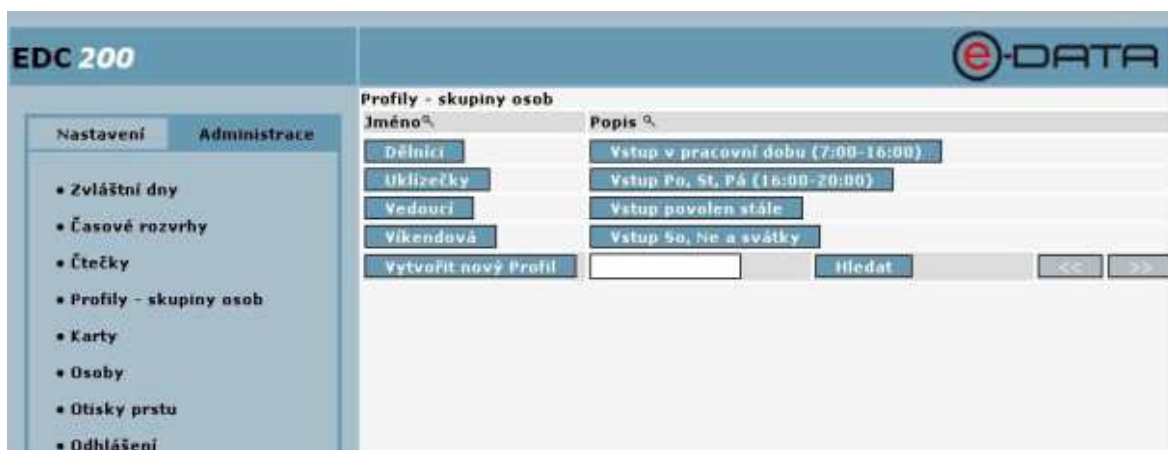 EDC 200
e-DATA
Nastavení Administrace
• Zvláštní dny
• Časové rozvrhy
• Čtečky
• Profily - skupiny osob
• Karty
• Osoby
• Otisky prstu
• Odhlášení
Profily - skupiny osob
Jméno Popis
Dělníci Vstup v pracovní dobu (7:00-16:00)
Uklízečky Vstup Po, St, Pá (16:00-20:00)
Vedoucí Vstup povolen stále
Víkendová Vstup So, Ne a svátky
Vytvořit nový Profil Hledat << >>